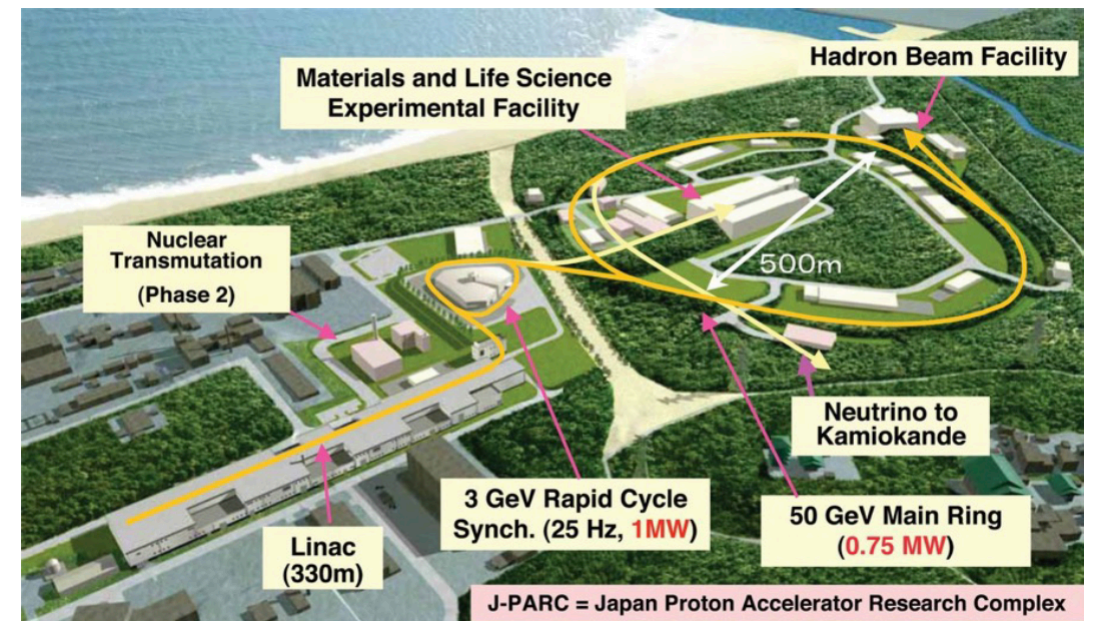 Hadron Beam Facility
Materials and Life Science
Experimental Facility
Nuclear
Transmutation
(Phase 2)
500m
Neutrino to
Kamiokande
3 GeV Rapid Cycle
Synch. (25 Hz, 1MW)
50 GeV Main Ring
(0.75 MW)
Linac
(330m)
J-PARC = Japan Proton Accelerator Research Complex